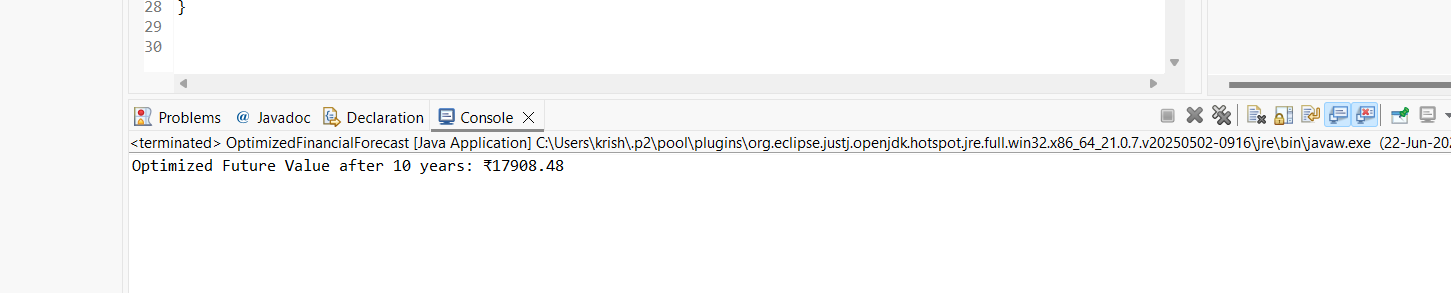 28 }
29
30
Problems @ Javadoc Declaration Console
<terminated> OptimizedFinancialForecast [Java Application] C:\Users\krish\.p2\pool\plugins\org.eclipse.justj.openjdk.hotspot.jre.full.win32.x86_64_21.0.7.v20250502-0916\jre\bin\javaw.exe (22-Jun-202
Optimized Future Value after 10 years: ₹17908.48